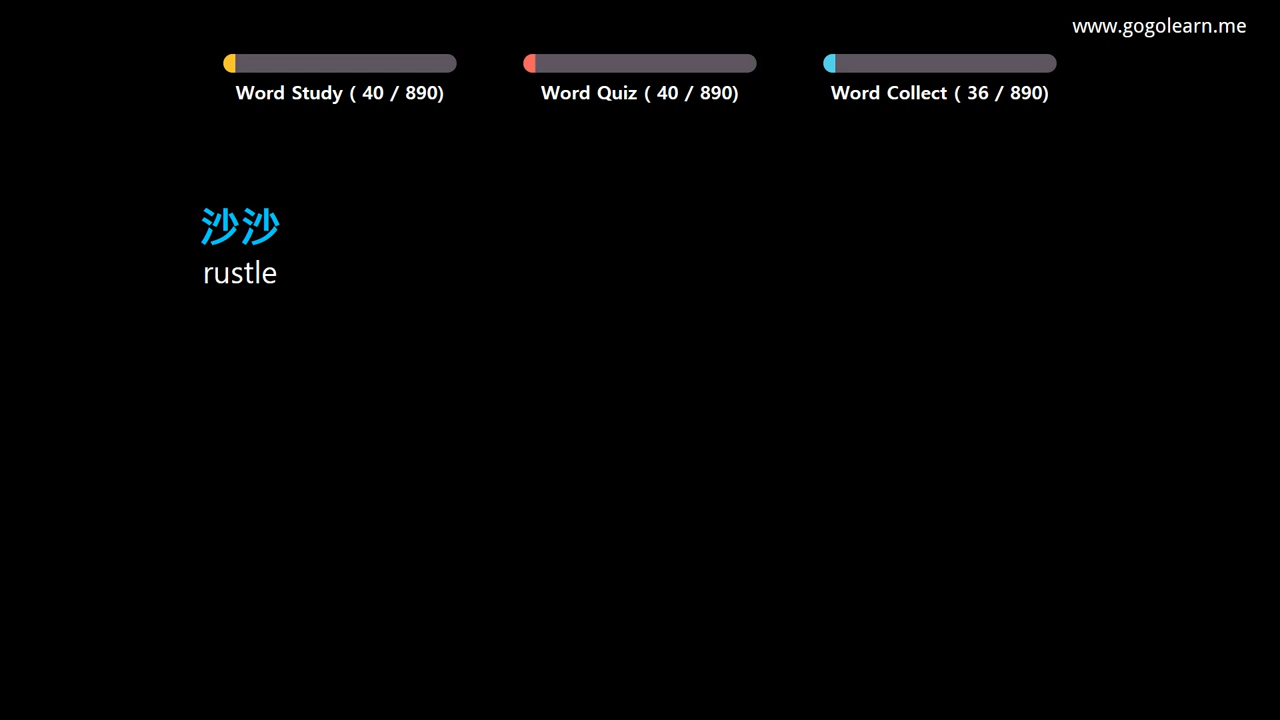 www.gogolearn.me
Word Study ( 40 / 890)
Word Quiz ( 40 / 890)
Word Collect ( 36 / 890)
沙沙
rustle